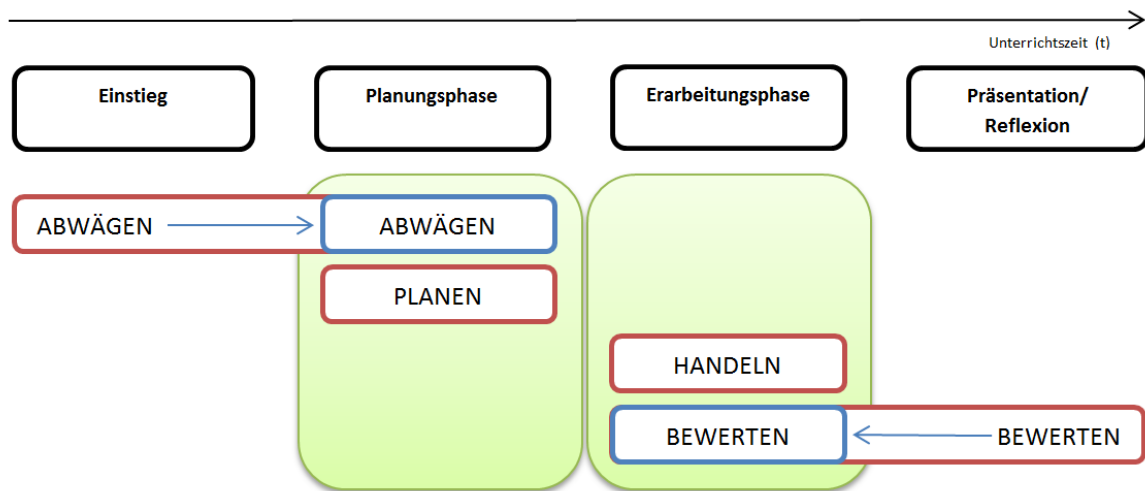 Unterrichtszeit (t)
Einstieg
Planungsphase
Erarbeitungsphase
Präsentation/
Reflexion
ABWÄGEN
ABWÄGEN
PLANEN
HANDELN
BEWERTEN
BEWERTEN